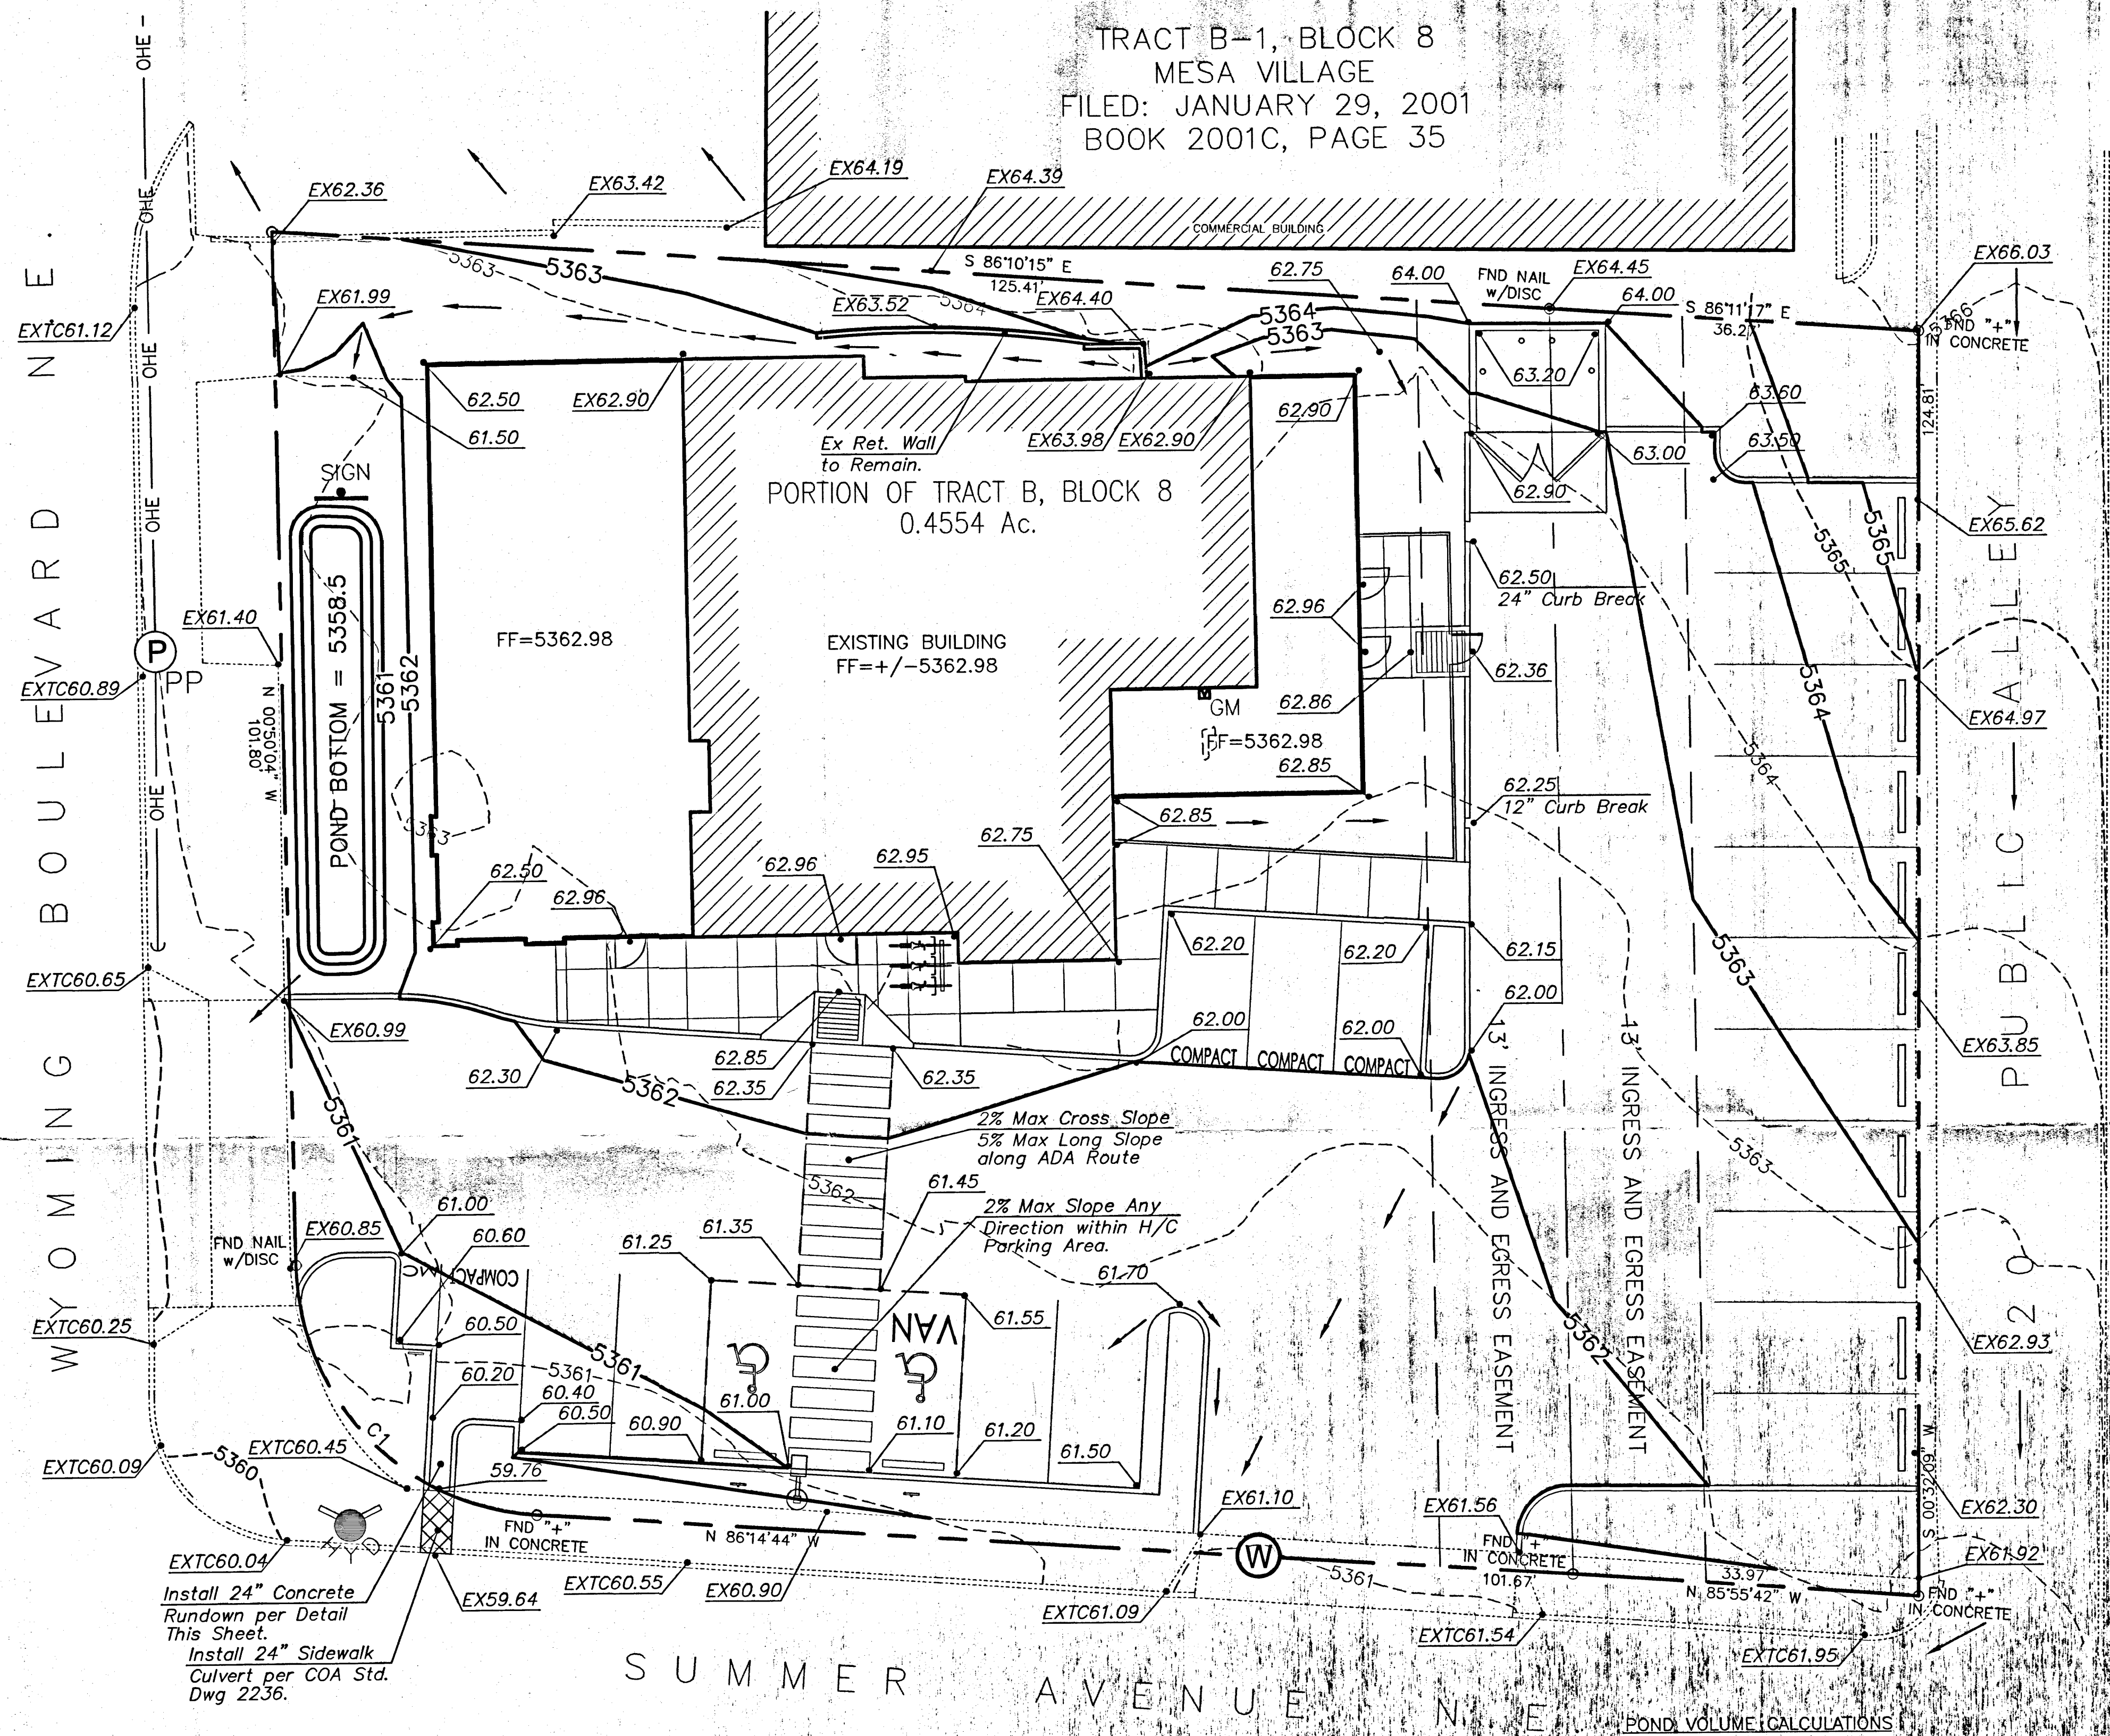 TRACT B-1, BLOCK 8
MESA VILLAGE
FILED: JANUARY 29, 2001
BOOK 2001C, PAGE 35
COMMERCIAL BUILDING
OHE
OHE
OHE
OHE
OHE
OHE
WYOMING BOULEVARD N.E.
EX62.36
EX63.42
EX64.19
EX64.39
S 86°10'15" E
125.41'
62.75
64.00
FND NAIL
w/DISC
EX64.45
64.00
S 86°11'17" E
36.27'
EX66.03
5366
FND "+"
IN CONCRETE
124.81'
EXTC61.12
EX61.99
5363
5363
EX63.52
5364
EX64.40
5364
5363
62.50
61.50
EX62.90
Ex Ret. Wall
to Remain.
EX63.98
EX62.90
62.90
63.20
63.60
63.50
63.00
62.90
SIGN
PORTION OF TRACT B, BLOCK 8
0.4554 Ac.
5365
5365
EX65.62
62.50
24" Curb Break
EX61.40
POND BOTTOM = 5358.5
5361
5362
FF=5362.98
EXISTING BUILDING
FF=+/-5362.98
62.96
62.36
62.86
GM
FF=5362.98
62.85
P
PP
EXTC60.89
N 00°50'04" W
101.80'
5364
5364
EX64.97
PUBLIC ALLEY
20'
5363
62.85
62.75
62.25
12" Curb Break
62.50
62.96
62.96
62.95
62.20
62.20
62.15
5363
EXTC60.65
EX60.99
62.30
62.85
62.35
62.35
62.00
62.00
62.00
COMPACT
COMPACT
COMPACT
13' INGRESS AND EGRESS EASEMENT
13' INGRESS AND EGRESS EASEMENT
EX63.85
5361
5362
2% Max Cross Slope
5% Max Long Slope
along ADA Route
5362
5363
61.00
61.45
2% Max Slope Any
Direction within H/C
Parking Area.
FND NAIL
w/DISC
EX60.85
60.60
COMPACT
MC
61.25
61.35
61.70
EXTC60.25
60.50
5361
5361
VAN
61.55
5362
EX62.93
60.20
60.40
60.50
60.90
61.00
61.10
61.20
61.50
C1
EXTC60.09
5360
EXTC60.45
59.76
EX61.10
EX61.56
EX62.30
S 00°32'09" W
HYD
FND "+"
IN CONCRETE
N 86°14'44" W
W
FND "+"
IN CONCRETE
101.67'
5361
33.97'
N 85°55'42" W
EX61.92
FND "+"
IN CONCRETE
EXTC60.04
EX59.64
EXTC60.55
EX60.90
EXTC61.09
EXTC61.54
EXTC61.95
Install 24" Concrete
Rundown per Detail
This Sheet.
Install 24" Sidewalk
Culvert per COA Std.
Dwg 2236.
SUMMER AVENUE N E
POND VOLUME CALCULATIONS